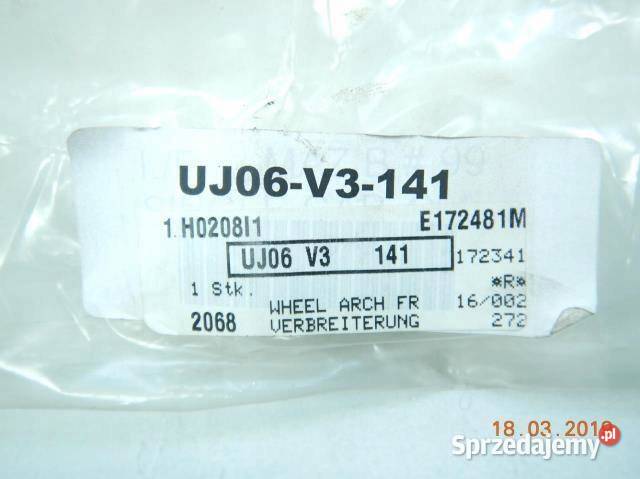 UJ06-V3-141
1.H0208I1 E172481M
UJ06 V3 141 172341
*R*
1 Stk. WHEEL ARCH FR 16/002
2068 VERBREITERUNG 272
18.03.2010
Sprzedajemy.pl